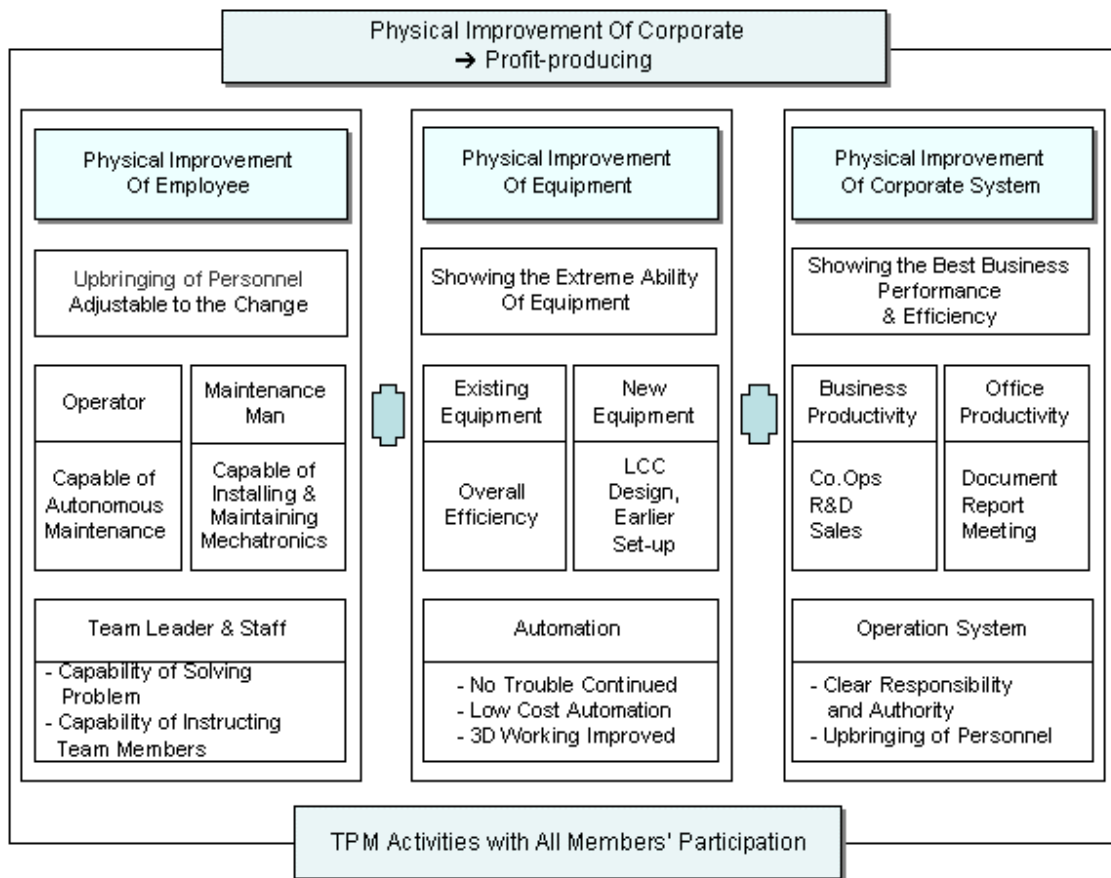 Physical Improvement Of Corporate
➔ Profit-producing
Physical Improvement
Of Employee
Upbringing of Personnel
Adjustable to the Change
Operator
Maintenance
Man
Capable of
Autonomous
Maintenance
Capable of
Installing &
Maintaining
Mechatronics
Team Leader & Staff
- Capability of Solving
Problem
- Capability of Instructing
Team Members
Physical Improvement
Of Equipment
Showing the Extreme Ability
Of Equipment
Existing
Equipment
New
Equipment
Overall
Efficiency
LCC
Design,
Earlier
Set-up
Automation
- No Trouble Continued
- Low Cost Automation
- 3D Working Improved
Physical Improvement
Of Corporate System
Showing the Best Business
Performance
& Efficiency
Business
Productivity
Office
Productivity
Co.Ops
R&D
Sales
Document
Report
Meeting
Operation System
- Clear Responsibility
and Authority
- Upbringing of Personnel
TPM Activities with All Members' Participation